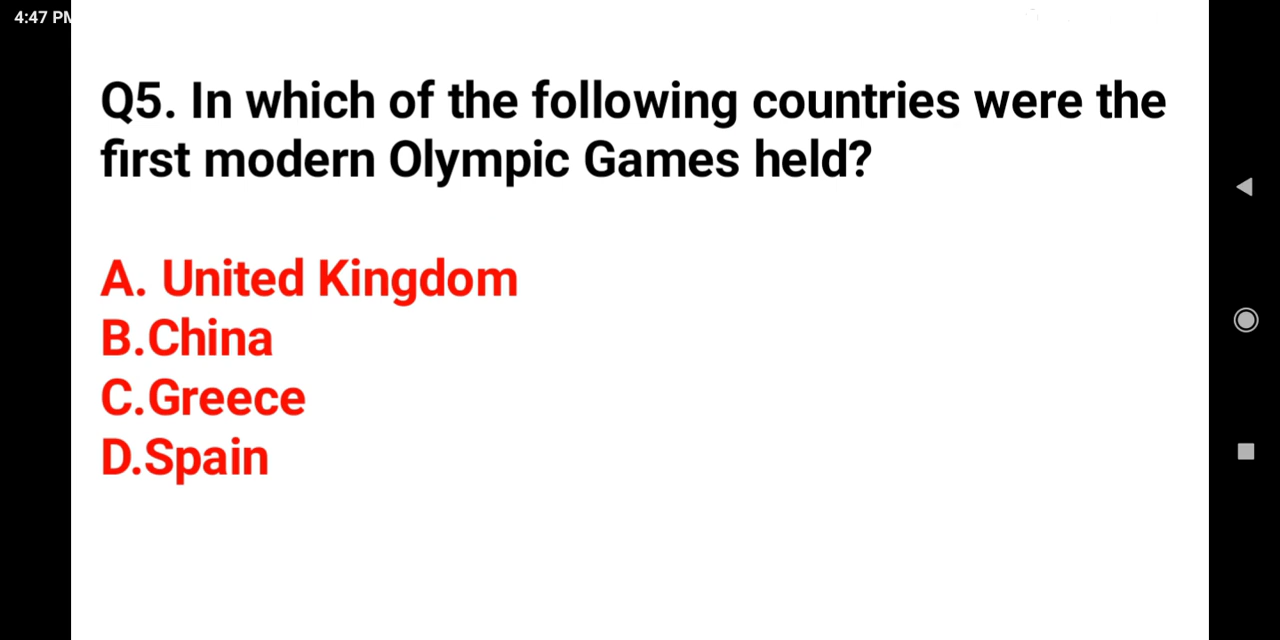 4:47 PM
Q5. In which of the following countries were the
first modern Olympic Games held?
A. United Kingdom
B.China
C.Greece
D.Spain